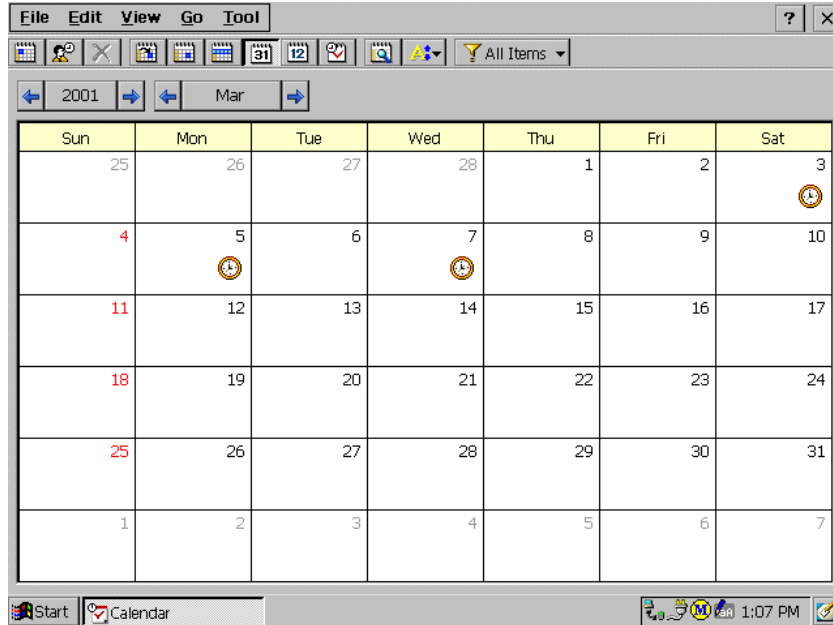 File Edit View Go Tool ? ×
31 12 A All Items
2001 Mar
Sun Mon Tue Wed Thu Fri Sat
25 26 27 28 1 2 3
4 5 6 7 8 9 10
11 12 13 14 15 16 17
18 19 20 21 22 23 24
25 26 27 28 29 30 31
1 2 3 4 5 6 7
Start Calendar M 1:07 PM